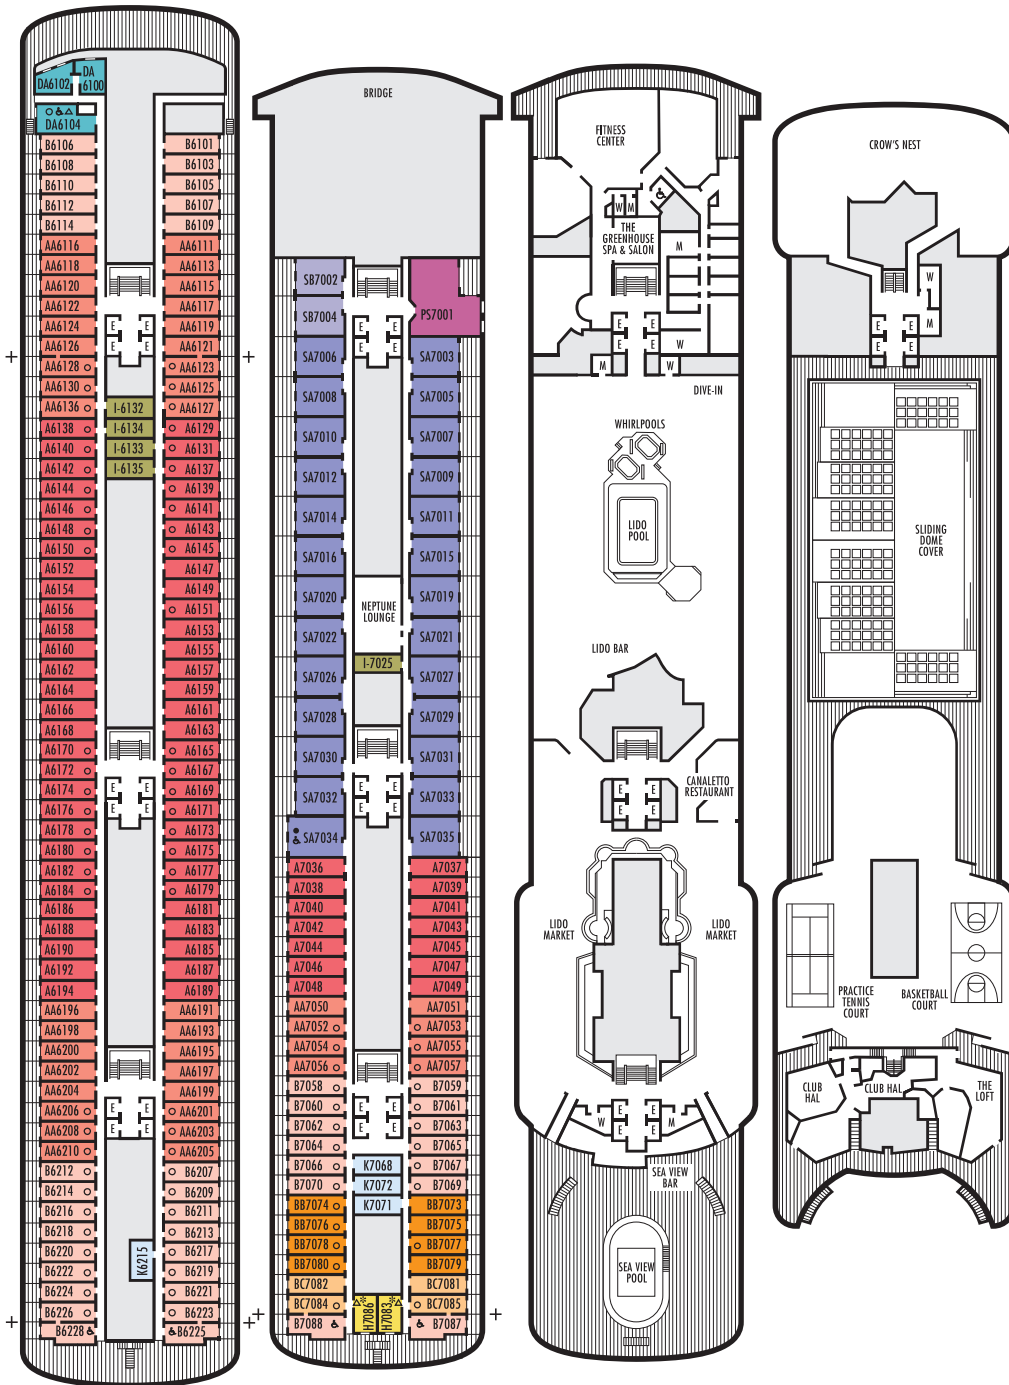 DA6102
DA
6100
DA6104
B6106
B6108
B6110
B6112
B6114
AA6116
AA6118
AA6120
AA6122
AA6124
AA6126
AA6128
AA6130
AA6136
A6138
A6140
A6142
A6144
A6146
A6148
A6150
A6152
A6154
A6156
A6158
A6160
A6162
A6164
A6166
A6168
A6170
A6172
A6174
A6176
A6178
A6180
A6182
A6184
A6186
A6188
A6190
A6192
A6194
AA6196
AA6198
AA6200
AA6202
AA6204
AA6206
AA6208
AA6210
B6212
B6214
B6216
B6218
B6220
B6222
B6224
B6226
B6228
E E
E E
I-6132
I-6134
I-6133
I-6135
E E
E E
E E
E E
K6215
B6101
B6103
B6105
B6107
B6109
AA6111
AA6113
AA6115
AA6117
AA6119
AA6121
AA6123
AA6125
AA6127
A6129
A6131
A6137
A6139
A6141
A6143
A6145
A6147
A6149
A6151
A6153
A6155
A6157
A6159
A6161
A6163
A6165
A6167
A6169
A6171
A6173
A6175
A6177
A6179
A6181
A6183
A6185
A6187
A6189
AA6191
AA6193
AA6195
AA6197
AA6199
AA6201
AA6203
AA6205
B6207
B6209
B6211
B6213
B6217
B6219
B6221
B6223
B6225
BRIDGE
SB7002
SB7004
SA7006
SA7008
SA7010
SA7012
SA7014
SA7016
SA7020
SA7022
SA7026
SA7028
SA7030
SA7032
SA7034
A7036
A7038
A7040
A7042
A7044
A7046
A7048
AA7050
AA7052
AA7054
AA7056
B7058
B7060
B7062
B7064
B7066
B7070
BB7074
BB7076
BB7078
BB7080
BC7082
BC7084
B7088
E E
E E
NEPTUNE
LOUNGE
I-7025
E E
E E
E E
E E
K7068
K7072
K7071
H7086
H7083
PS7001
SA7003
SA7005
SA7007
SA7009
SA7011
SA7015
SA7019
SA7021
SA7027
SA7029
SA7031
SA7033
SA7035
A7037
A7039
A7041
A7043
A7045
A7047
A7049
AA7051
AA7053
AA7055
AA7057
B7059
B7061
B7063
B7065
B7067
B7069
BB7073
BB7075
BB7077
BB7079
BC7081
BC7085
B7087
FITNESS
CENTER
W M
THE
GREENHOUSE
SPA & SALON
M
E E
E E
W
M
W
DIVE-IN
WHIRLPOOLS
LIDO
POOL
LIDO BAR
CANALETTO
RESTAURANT
E E
E E
LIDO
MARKET
LIDO
MARKET
E E
E E
W
M
SEA VIEW
BAR
SEA VIEW
POOL
CROW'S NEST
W
M
E E
E E
SLIDING
DOME
COVER
PRACTICE
TENNIS
COURT
BASKETBALL
COURT
CLUB
HAL
CLUB HAL
THE
LOFT